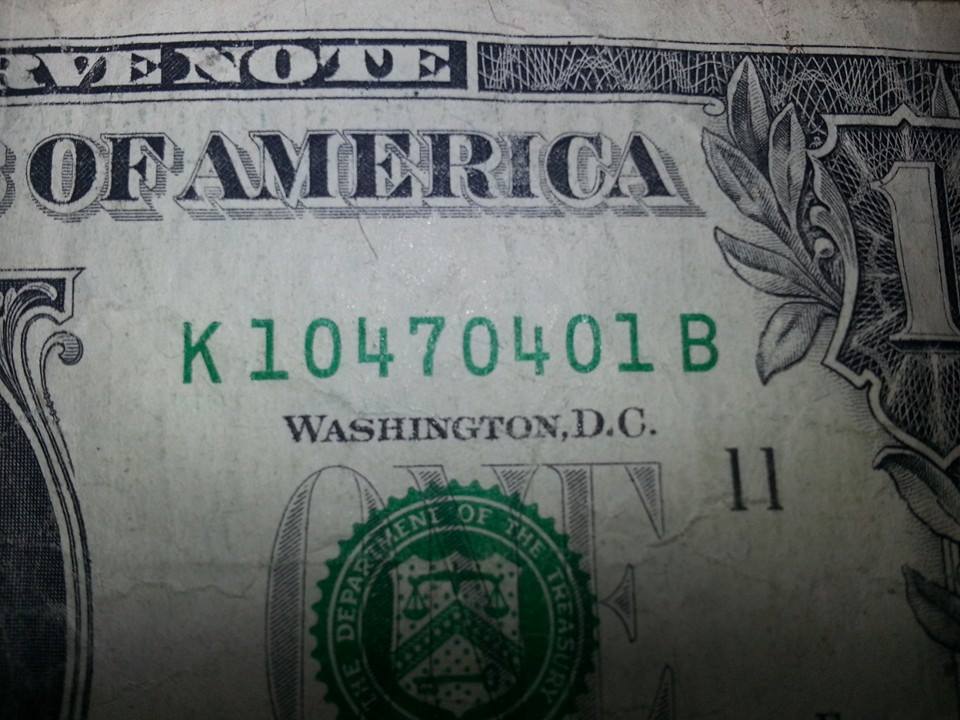 RVE NOTE
OF AMERICA
1
K10470401B
WASHINGTON, D.C.
11
ONE
THE DEPARTMENT OF THE TREASURY